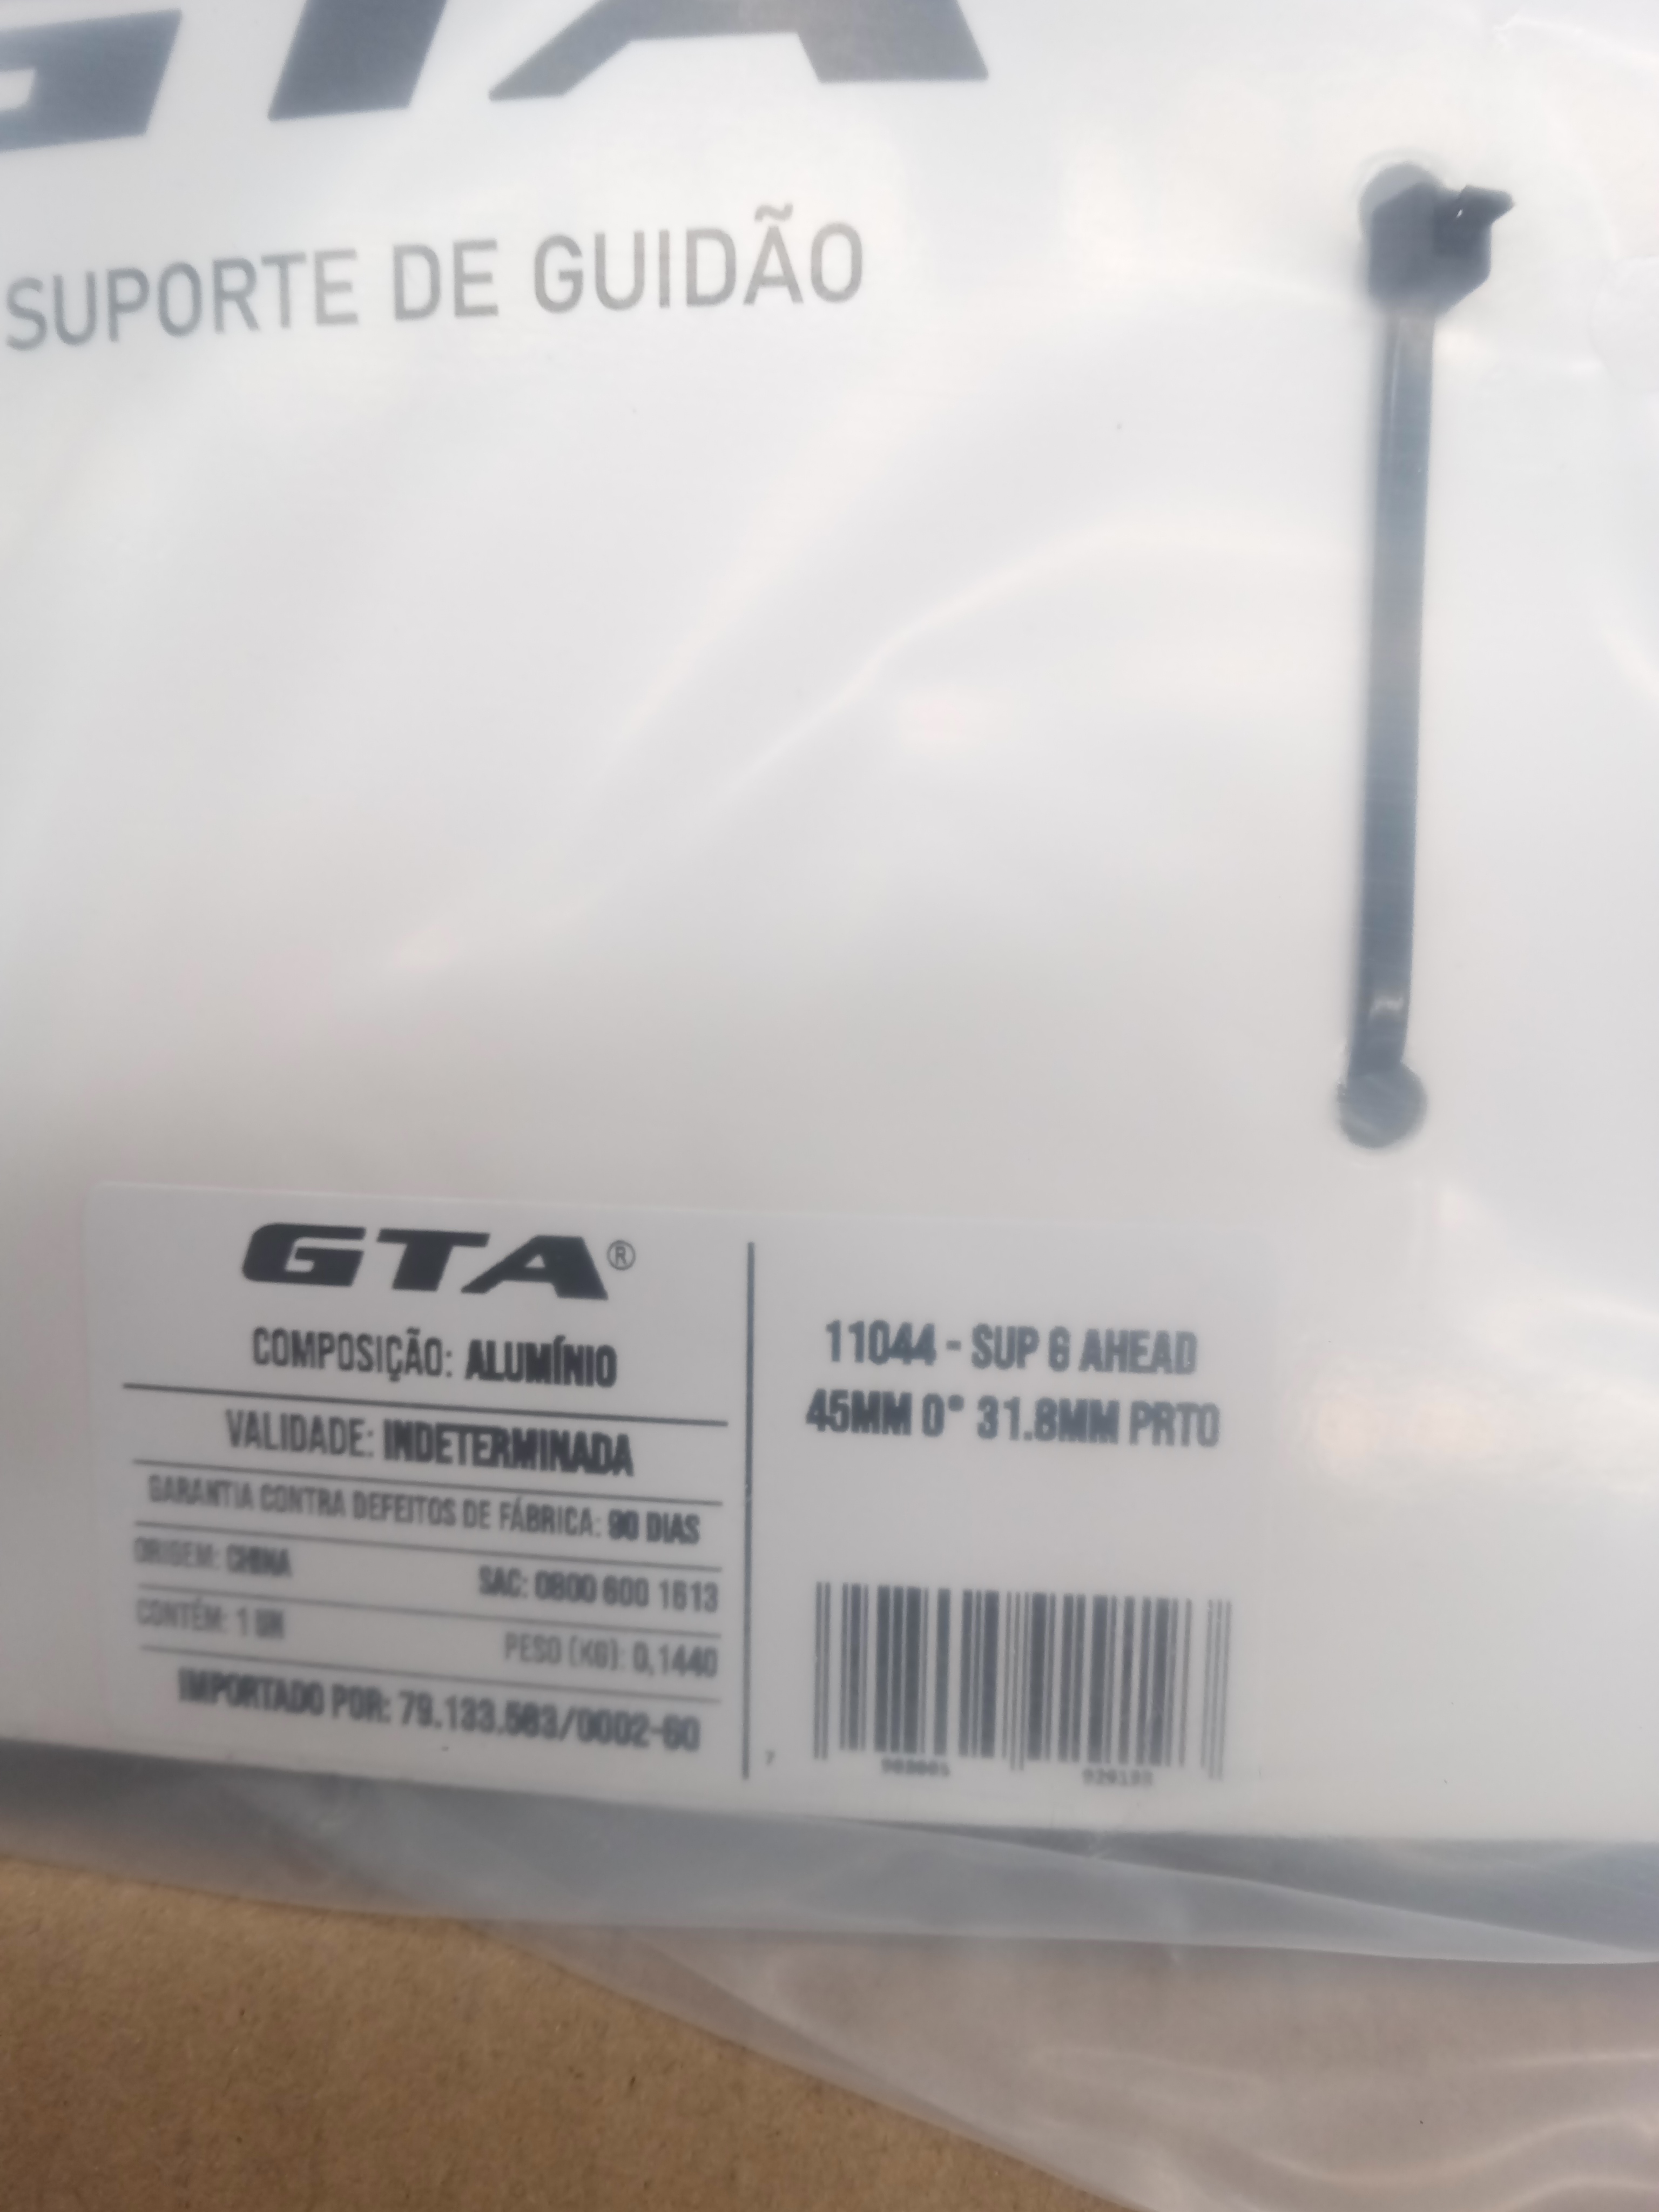 GTA
SUPORTE DE GUIDÃO
GTA®
COMPOSIÇÃO: ALUMÍNIO
VALIDADE: INDETERMINADA
GARANTIA CONTRA DEFEITOS DE FÁBRICA: 90 DIAS
ORIGEM: CHINA
SAC: 0800 600 1613
CONTÉM: 1 UN
PESO (KG): 0,1440
IMPORTADO POR: 79.133.583/0002-60
11044 - SUP G AHEAD
45MM 0° 31.8MM PRTO
7